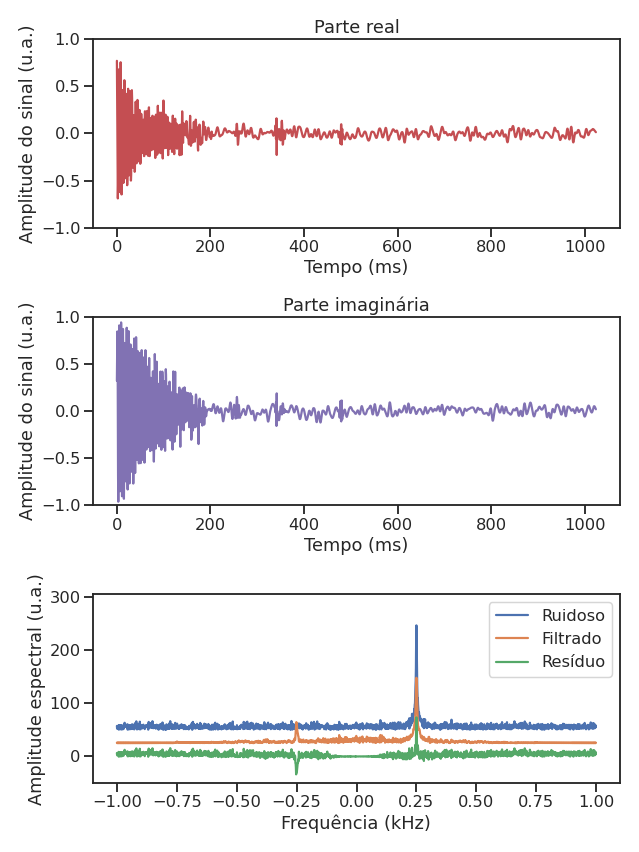 Parte real
Amplitude do sinal (u.a.)
1.0
0.5
0.0
−0.5
−1.0
0 200 400 600 800 1000
Tempo (ms)
Parte imaginária
Amplitude do sinal (u.a.)
1.0
0.5
0.0
−0.5
−1.0
0 200 400 600 800 1000
Tempo (ms)
Amplitude espectral (u.a.)
300
200
100
0
Ruidoso
Filtrado
Resíduo
−1.00 −0.75 −0.50 −0.25 0.00 0.25 0.50 0.75 1.00
Frequência (kHz)